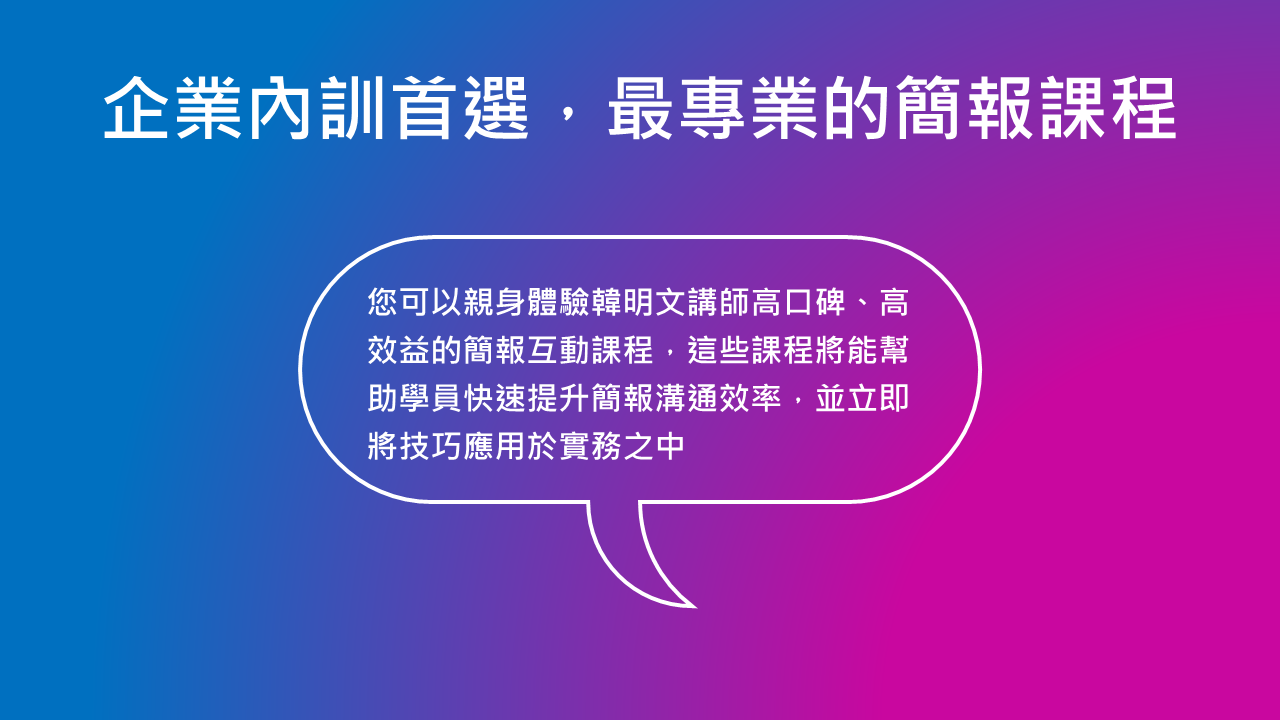 企業內訓首選，最專業的簡報課程
您可以親身體驗韓明文講師高口碑、高
效益的簡報互動課程，這些課程將能幫
助學員快速提升簡報溝通效率，並立即
將技巧應用於實務之中